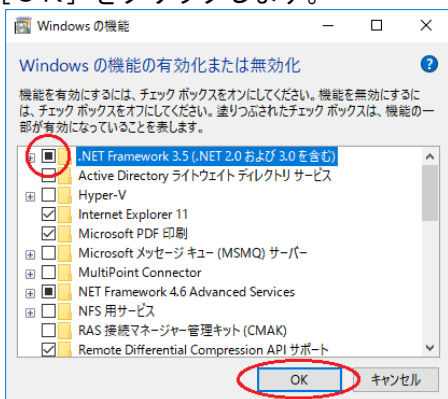 [OK] をクリックします。
Windows の機能
Windows の機能の有効化または無効化
機能を有効にするには、チェック ボックスをオンにしてください。機能を無効にするに
は、チェック ボックスをオフにしてください。塗りつぶされたチェック ボックスは、機能の一
部が有効になっていることを表します。
.NET Framework 3.5 (.NET 2.0 および 3.0 を含む)
Active Directory ライトウェイト ディレクトリ サービス
Hyper-V
Internet Explorer 11
Microsoft PDF 印刷
Microsoft メッセージ キュー (MSMQ) サーバー
MultiPoint Connector
NET Framework 4.6 Advanced Services
NFS 用サービス
RAS 接続マネージャー管理キット (CMAK)
Remote Differential Compression API サポート
OK キャンセル